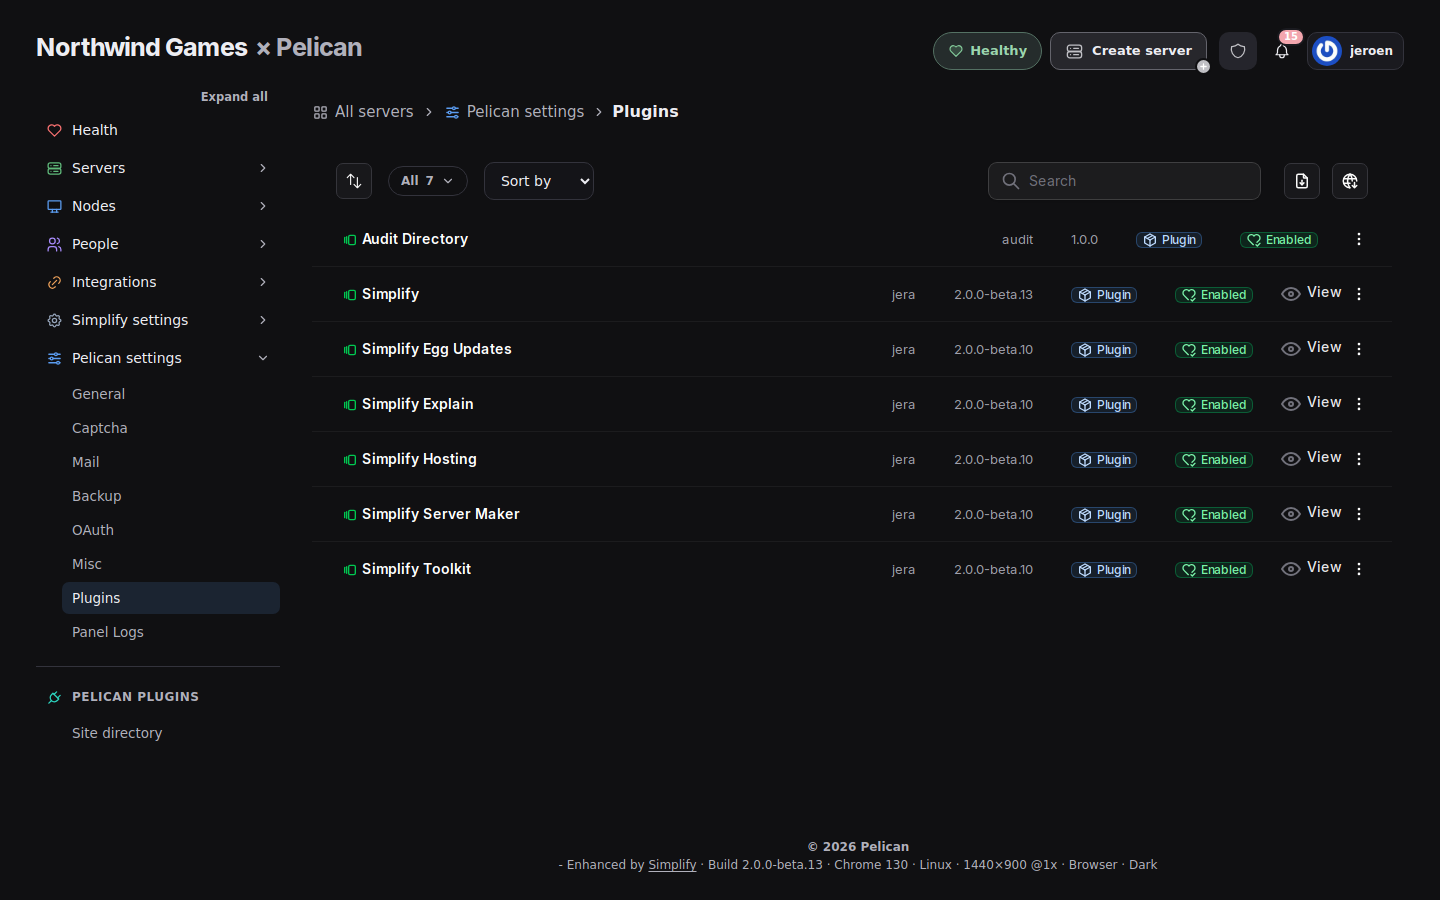 Northwind Games × Pelican
Healthy
Create server
15
jeroen
Expand all
Health
Servers
Nodes
People
Integrations
Simplify settings
Pelican settings
General
Captcha
Mail
Backup
OAuth
Misc
Plugins
Panel Logs
PELICAN PLUGINS
Site directory
All servers > Pelican settings > Plugins
All 7
Sort by
Search
Audit Directory audit 1.0.0 Plugin Enabled
Simplify jera 2.0.0-beta.13 Plugin Enabled View
Simplify Egg Updates jera 2.0.0-beta.10 Plugin Enabled View
Simplify Explain jera 2.0.0-beta.10 Plugin Enabled View
Simplify Hosting jera 2.0.0-beta.10 Plugin Enabled View
Simplify Server Maker jera 2.0.0-beta.10 Plugin Enabled View
Simplify Toolkit jera 2.0.0-beta.10 Plugin Enabled View
© 2026 Pelican
- Enhanced by Simplify · Build 2.0.0-beta.13 · Chrome 130 · Linux · 1440×900 @1x · Browser · Dark